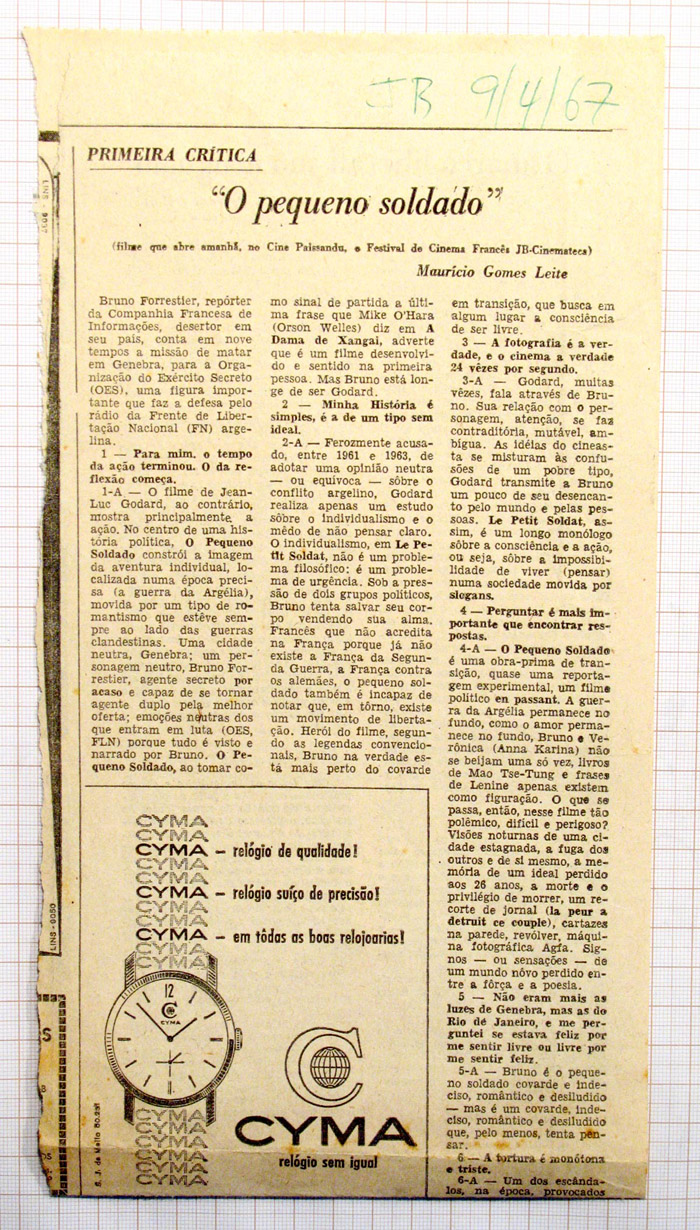 JB 9/4/67
PRIMEIRA CRÍTICA
"O pequeno soldado"
(filme que abre amanhã, no Cine Paissandu, o Festival de Cinema Francês JB-Cinemateca)
Maurício Gomes Leite
Bruno Forrestier, repórter
da Companhia Francesa de
Informações, desertor em
seu país, conta em nove
tempos a missão de matar
em Genebra, para a Orga-
nização do Exército Secreto
(OES), uma figura impor-
tante que faz a defesa pelo
rádio da Frente de Liber-
tação Nacional (FN) arge-
lina.
1 — Para mim, o tempo
da ação terminou. O da re-
flexão começa.
1-A — O filme de Jean-
Luc Godard, ao contrário,
mostra principalmente a
ação. No centro de uma his-
tória política, O Pequeno
Soldado constrói a imagem
da aventura individual, lo-
calizada numa época preci-
sa (a guerra da Argélia),
movida por um tipo de ro-
mantismo que estêve sem-
pre ao lado das guerras
clandestinas. Uma cidade
neutra, Genebra; um per-
sonagem neutro, Bruno For-
restier, agente secreto por
acaso e capaz de se tornar
agente duplo pela melhor
oferta; emoções neutras dos
que entram em luta (OES,
FLN) porque tudo é visto e
narrado por Bruno. O Pe-
queno Soldado, ao tomar co-
mo sinal de partida a últi-
ma frase que Mike O'Hara
(Orson Welles) diz em A
Dama de Xangai, adverte
que é um filme desenvolvi-
do e sentido na primeira
pessoa. Mas Bruno está lon-
ge de ser Godard.
2 — Minha História é
simples, é a de um tipo sem
ideal.
2-A — Ferozmente acusa-
do, entre 1961 e 1963, de
adotar uma opinião neutra
— ou equívoca — sôbre o
conflito argelino, Godard
realiza apenas um estudo
sôbre o individualismo e o
mêdo de não pensar claro.
O individualismo, em Le Pe-
tit Soldat, não é um proble-
ma filosófico: é um proble-
ma de urgência. Sob a pres-
são de dois grupos políticos,
Bruno tenta salvar seu cor-
po vendendo sua alma.
Francês que não acredita
na França porque já não
existe a França da Segun-
da Guerra, a França contra
os alemães, o pequeno sol-
dado também é incapaz de
notar que, em tôrno, existe
um movimento de liberta-
ção. Herói do filme, segun-
do as legendas convencio-
nais, Bruno na verdade es-
tá mais perto do covarde
em transição, que busca em
algum lugar a consciência
de ser livre.
3 — A fotografia é a ver-
dade, e o cinema a verdade
24 vêzes por segundo.
3-A — Godard, muitas
vêzes, fala através de Bru-
no. Sua relação com o per-
sonagem, atenção, se faz
contraditória, mutável, am-
bígua. As idéias do cineas-
ta se misturam às confu-
sões de um pobre tipo,
Godard transmite a Bruno
um pouco de seu desencan-
to pelo mundo e pelas pes-
soas. Le Petit Soldat, as-
sim, é um longo monólogo
sôbre a consciência e a ação,
ou seja, sôbre a impossibi-
lidade de viver (pensar)
numa sociedade movida por
slogans.
4 — Perguntar é mais im-
portante que encontrar res-
postas.
4-A — O Pequeno Soldado
é uma obra-prima de tran-
sição, quase uma reporta-
gem experimental, um filme
político en passant. A guer-
ra da Argélia permanece no
fundo, como o amor perma-
nece no fundo, Bruno e Ve-
rônica (Anna Karina) não
se beijam uma só vez, livros
de Mao Tse-Tung e frases
de Lenine apenas existem
como figuração. O que se
passa, então, nesse filme tão
polêmico, difícil e perigoso?
Visões noturnas de uma ci-
dade estagnada, a fuga dos
outros e de si mesmo, a me-
mória de um ideal perdido
aos 26 anos, a morte e o
privilégio de morrer, um re-
corte de jornal (la peur a
detruit ce couple), cartazes
na parede, revólver, máqui-
na fotográfica Agfa. Sig-
nos — ou sensações — de
um mundo nôvo perdido en-
tre a fôrça e a poesia.
5 — Não eram mais as
luzes de Genebra, mas as do
Rio de Janeiro, e me per-
guntei se estava feliz por
me sentir livre ou livre por
me sentir feliz.
5-A — Bruno é o peque-
no soldado covarde e inde-
ciso, romântico e desiludido
— mas é um covarde, inde-
ciso, romântico e desiludido
que, pelo menos, tenta pen-
sar.
6 — A tortura é monótona
e triste.
6-A — Um dos escânda-
los, na época, provocados
CYMA
CYMA
CYMA – relógio de qualidade!
CYMA
CYMA
CYMA – relógio suíço de precisão!
CYMA
CYMA
CYMA – em tôdas as boas relojoarias!
CYMA
CYMA
12
CYMA
CYMA
CYMA
CYMA
CYMA
CYMA
CYMA
CYMA
relógio sem igual
LINS - 9050